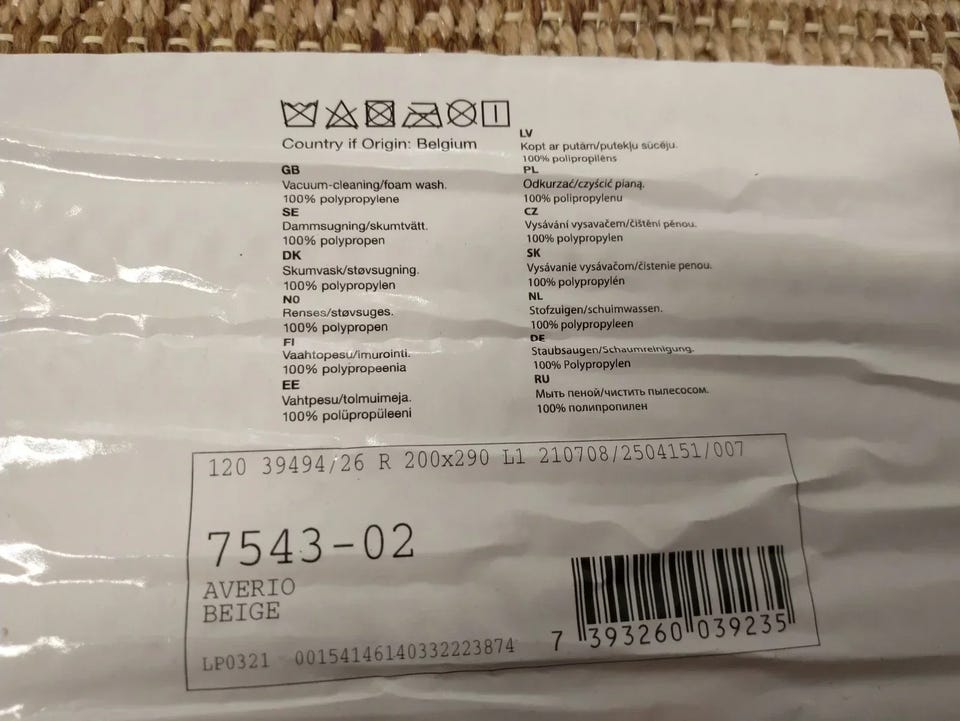 Country if Origin: Belgium
GB
Vacuum-cleaning/foam wash.
100% polypropylene
SE
Dammsugning/skumtvätt.
100% polypropen
DK
Skumvask/støvsugning.
100% polypropylen
NO
Renses/støvsuges.
100% polypropen
FI
Vaahtopesu/imurointi.
100% polypropeenia
EE
Vahtpesu/tolmuimeja.
100% polüpropüleeni
LV
Kopt ar putām/putekļu sūcēju.
100% polipropilēns
PL
Odkurzać/czyścić pianą.
100% polipropylenu
CZ
Vysávání vysavačem/čištění pěnou.
100% polypropylen
SK
Vysávanie vysávačom/čistenie penou.
100% polypropylén
NL
Stofzuigen/schuimwassen.
100% polypropyleen
DE
Staubsaugen/Schaumreinigung.
100% Polypropylen
RU
Мыть пеной/чистить пылесосом.
100% полипропилен
120 39494/26 R 200x290 L1 210708/2504151/007
7543-02
AVERIO
BEIGE
LP0321 00154146140332223874
7 393260 039235